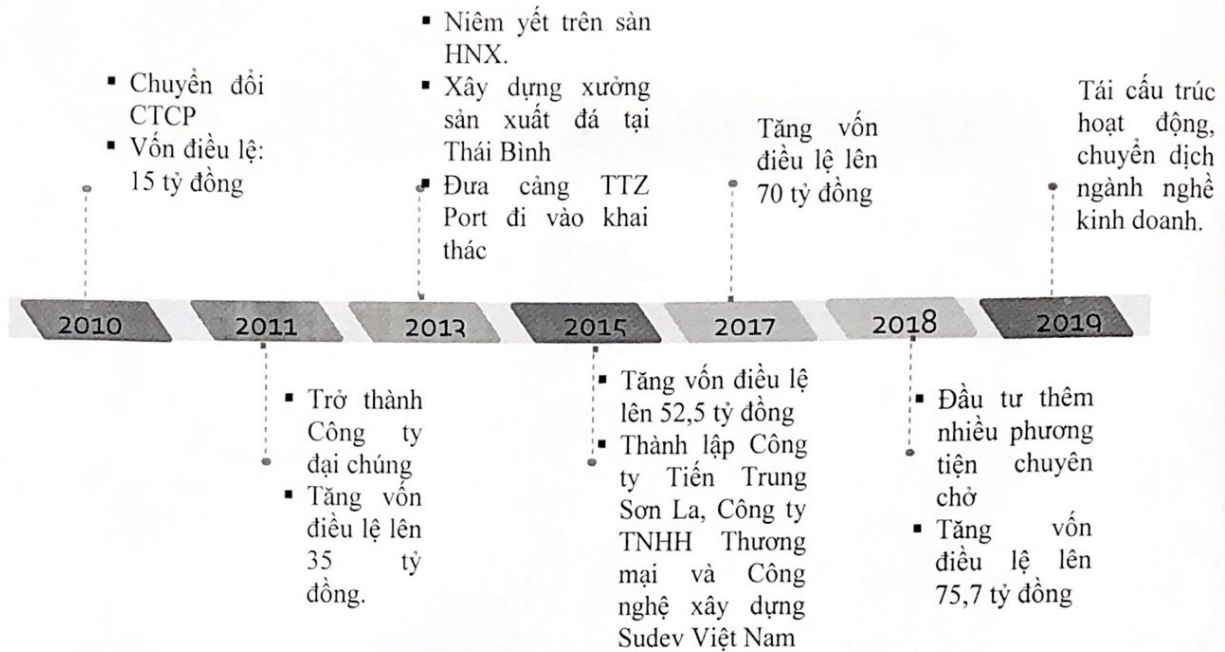 ▪ Chuyển đổi
CTCP
▪ Vốn điều lệ:
15 tỷ đồng
▪ Niêm yết trên sàn
HNX.
▪ Xây dựng xưởng
sản xuất đá tại
Thái Bình
▪ Đưa cảng TTZ
Port đi vào khai
thác
Tăng vốn
điều lệ lên
70 tỷ đồng
Tái cấu trúc
hoạt động,
chuyển dịch
ngành nghề
kinh doanh.
2010 2011 2013 2015 2017 2018 2019
▪ Trở thành
Công ty
đại chúng
▪ Tăng vốn
điều lệ lên
35 tỷ
đồng.
▪ Tăng vốn điều lệ
lên 52,5 tỷ đồng
▪ Thành lập Công
ty Tiến Trung
Sơn La, Công ty
TNHH Thương
mại và Công
nghệ xây dựng
Sudev Việt Nam
▪ Đầu tư thêm
nhiều phương
tiện chuyên
chở
▪ Tăng vốn
điều lệ lên
75,7 tỷ đồng